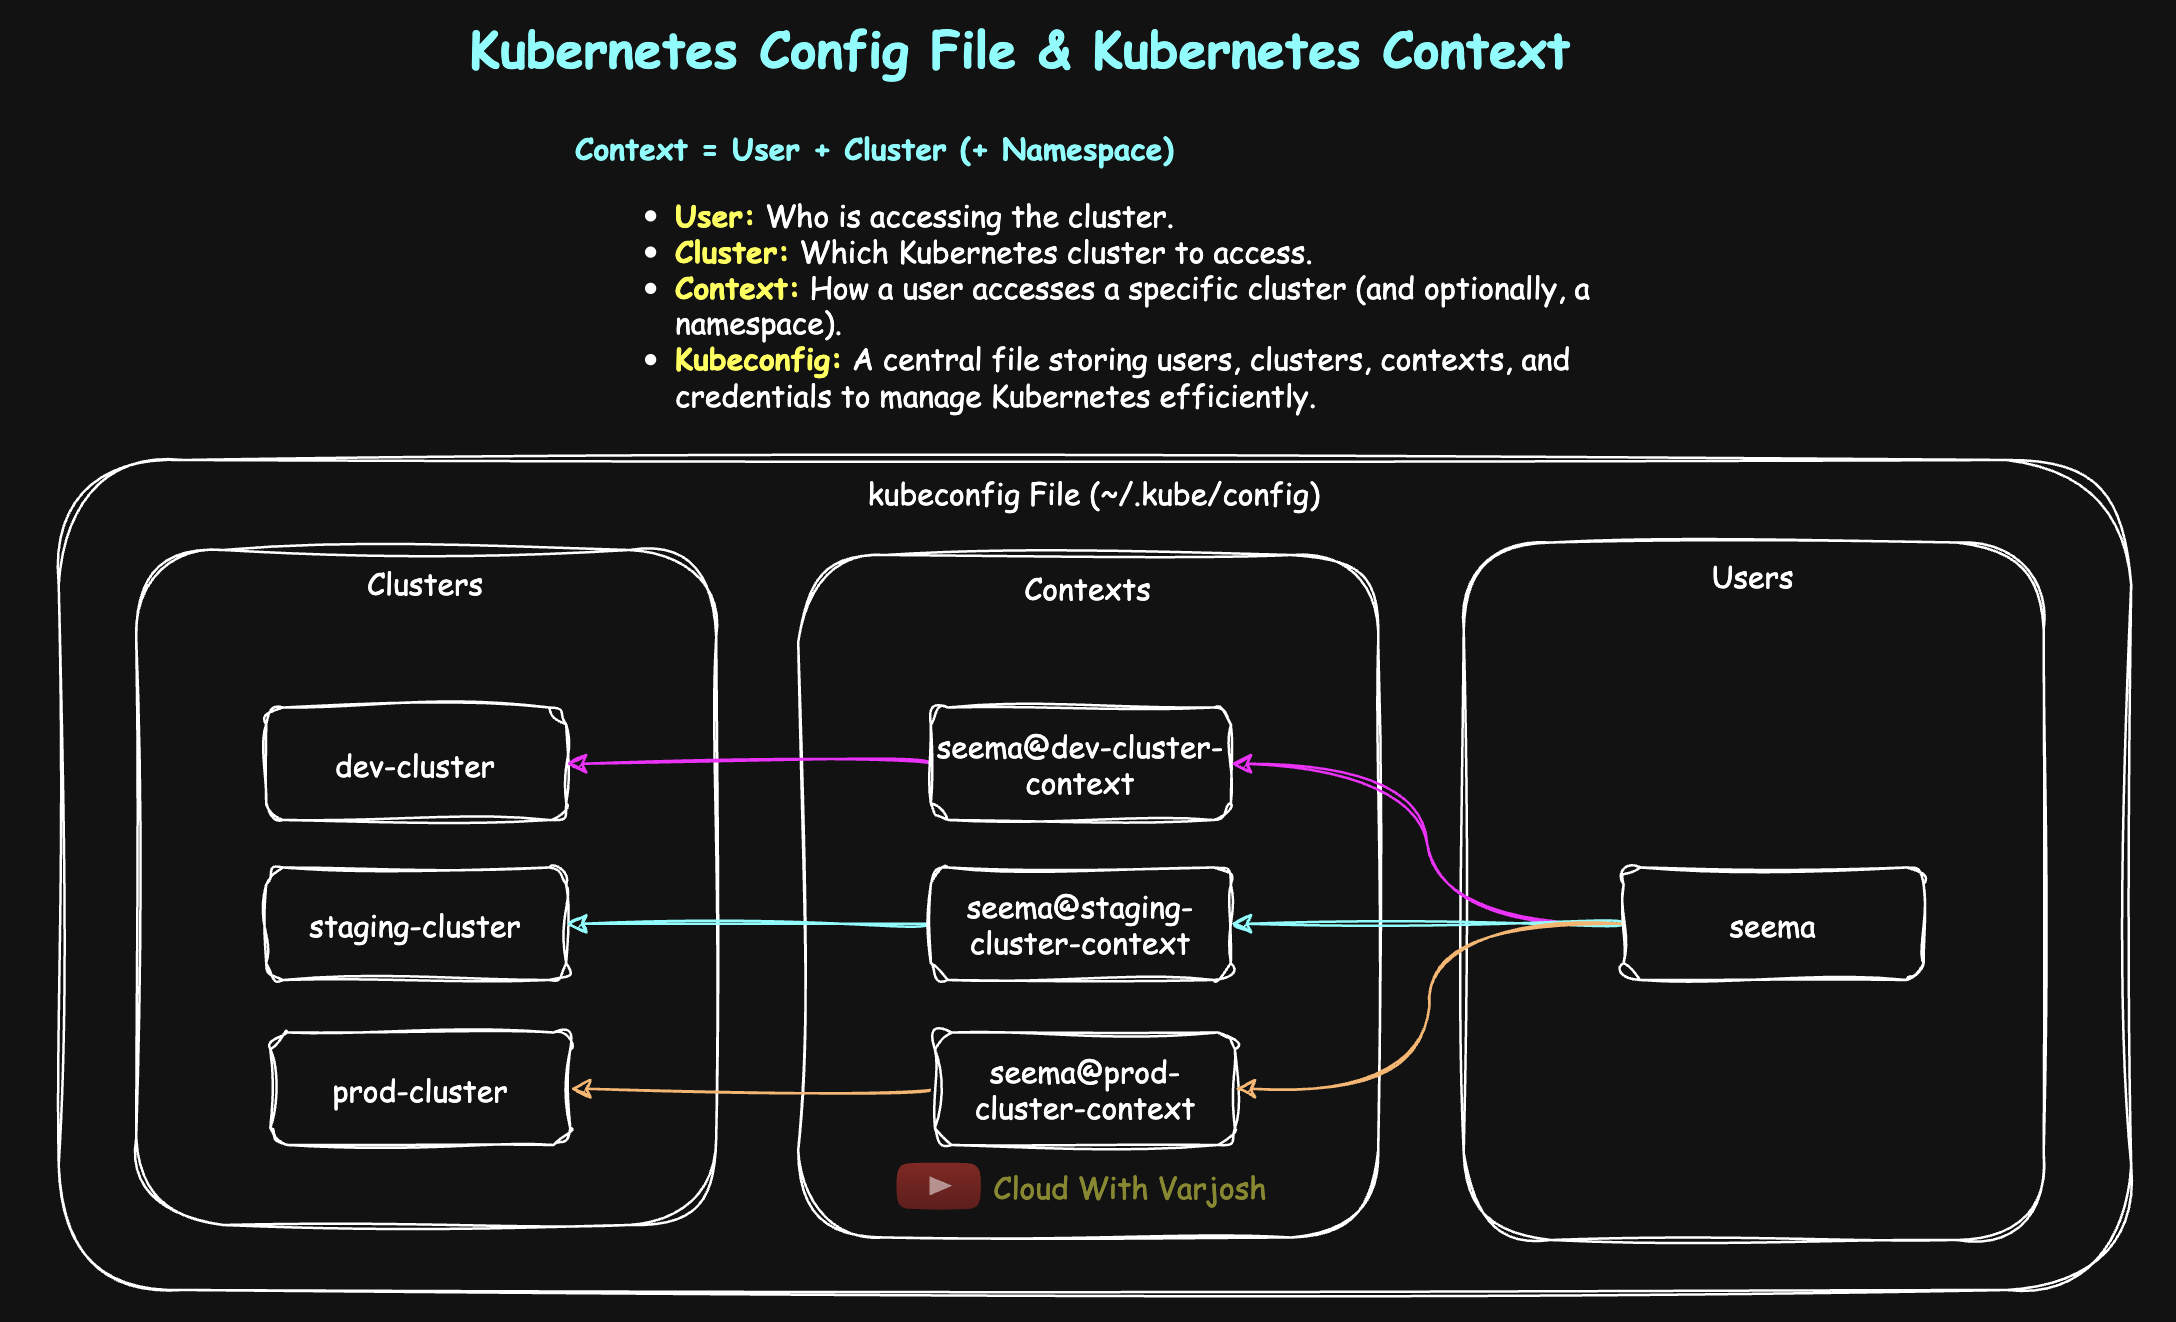 Kubernetes Config File & Kubernetes Context
Context = User + Cluster (+ Namespace)
• User: Who is accessing the cluster.
• Cluster: Which Kubernetes cluster to access.
• Context: How a user accesses a specific cluster (and optionally, a
namespace).
• Kubeconfig: A central file storing users, clusters, contexts, and
credentials to manage Kubernetes efficiently.
kubeconfig File (~/.kube/config)
Clusters
dev-cluster
staging-cluster
prod-cluster
Contexts
seema@dev-cluster-
context
seema@staging-
cluster-context
seema@prod-
cluster-context
Cloud With Varjosh
Users
seema